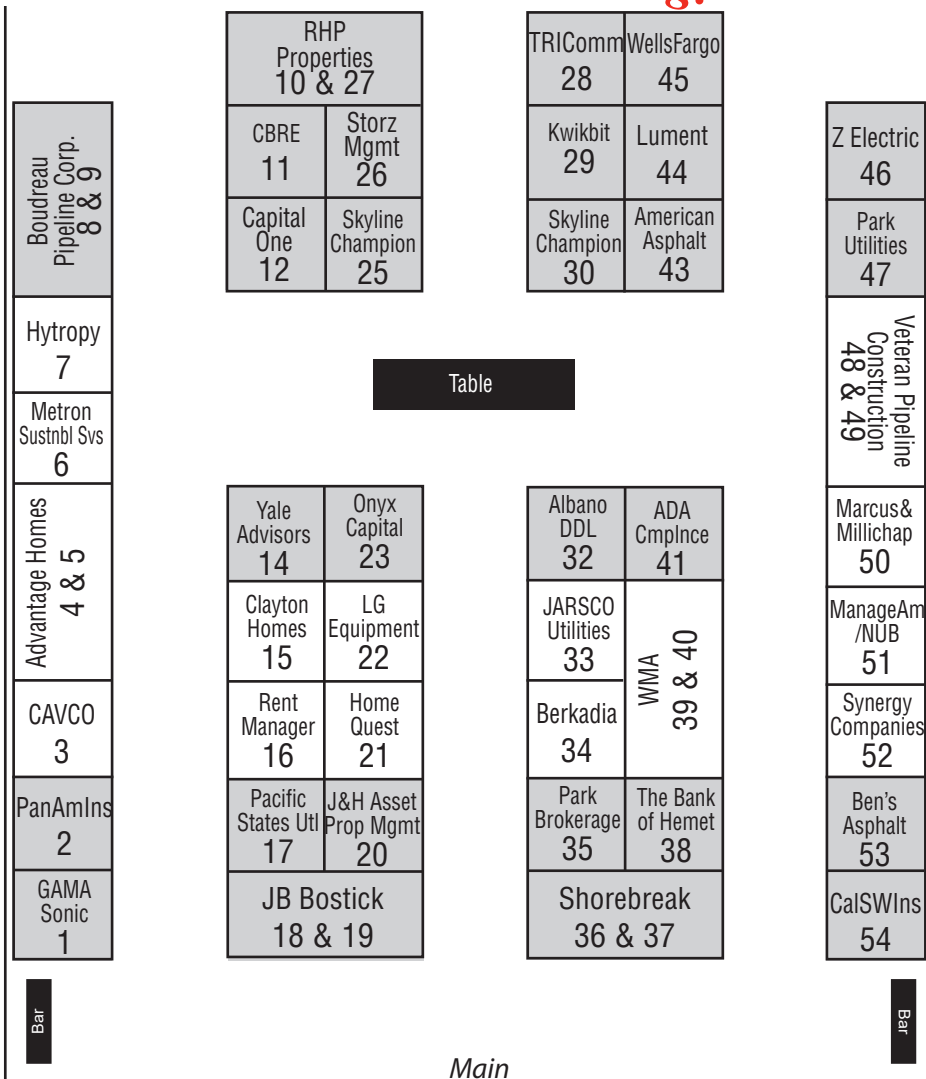 RHP
Properties
10 & 27
TRIComm
28
WellsFargo
45
CBRE
11
Storz
Mgmt
26
Kwikbit
29
Lument
44
Capital
One
12
Skyline
Champion
25
Skyline
Champion
30
American
Asphalt
43
Boudreau
Pipeline Corp.
8 & 9
Hytropy
7
Metron
Sustnbl Svs
6
Advantage Homes
4 & 5
CAVCO
3
PanAmIns
2
GAMA
Sonic
1
Bar
Table
Yale
Advisors
14
Onyx
Capital
23
Clayton
Homes
15
LG
Equipment
22
Rent
Manager
16
Home
Quest
21
Pacific
States Utl
17
J&H Asset
Prop Mgmt
20
JB Bostick
18 & 19
Albano
DDL
32
ADA
Cmplnce
41
JARSCO
Utilities
33
WMA
39 & 40
Berkadia
34
Park
Brokerage
35
The Bank
of Hemet
38
Shorebreak
36 & 37
Z Electric
46
Park
Utilities
47
Veteran Pipeline
Construction
48 & 49
Marcus&
Millichap
50
ManageAm
/NUB
51
Synergy
Companies
52
Ben's
Asphalt
53
CalSWIns
54
Bar
Main